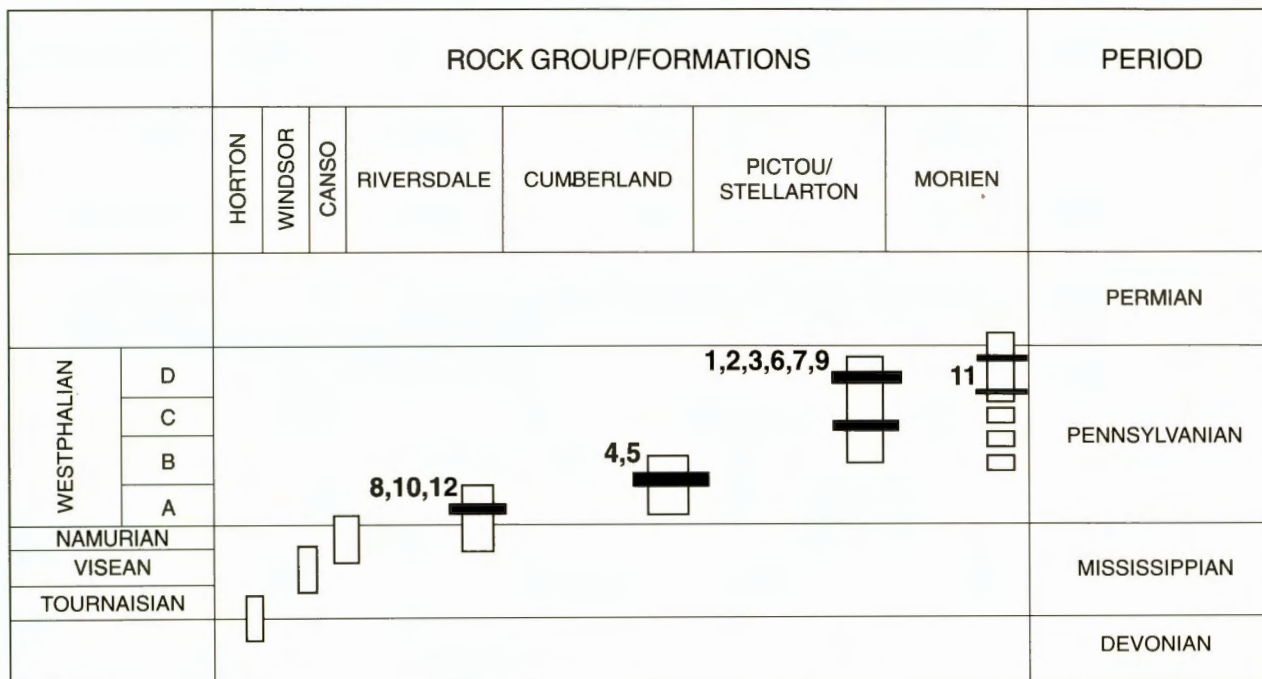 ROCK GROUP/FORMATIONS
PERIOD
HORTON
WINDSOR
CANSO
RIVERSDALE
CUMBERLAND
PICTOU/
STELLARTON
MORIEN
PERMIAN
WESTPHALIAN
D
1,2,3,6,7,9
11
C
PENNSYLVANIAN
B
4,5
A
8,10,12
NAMURIAN
VISEAN
MISSISSIPPIAN
TOURNAISIAN
DEVONIAN